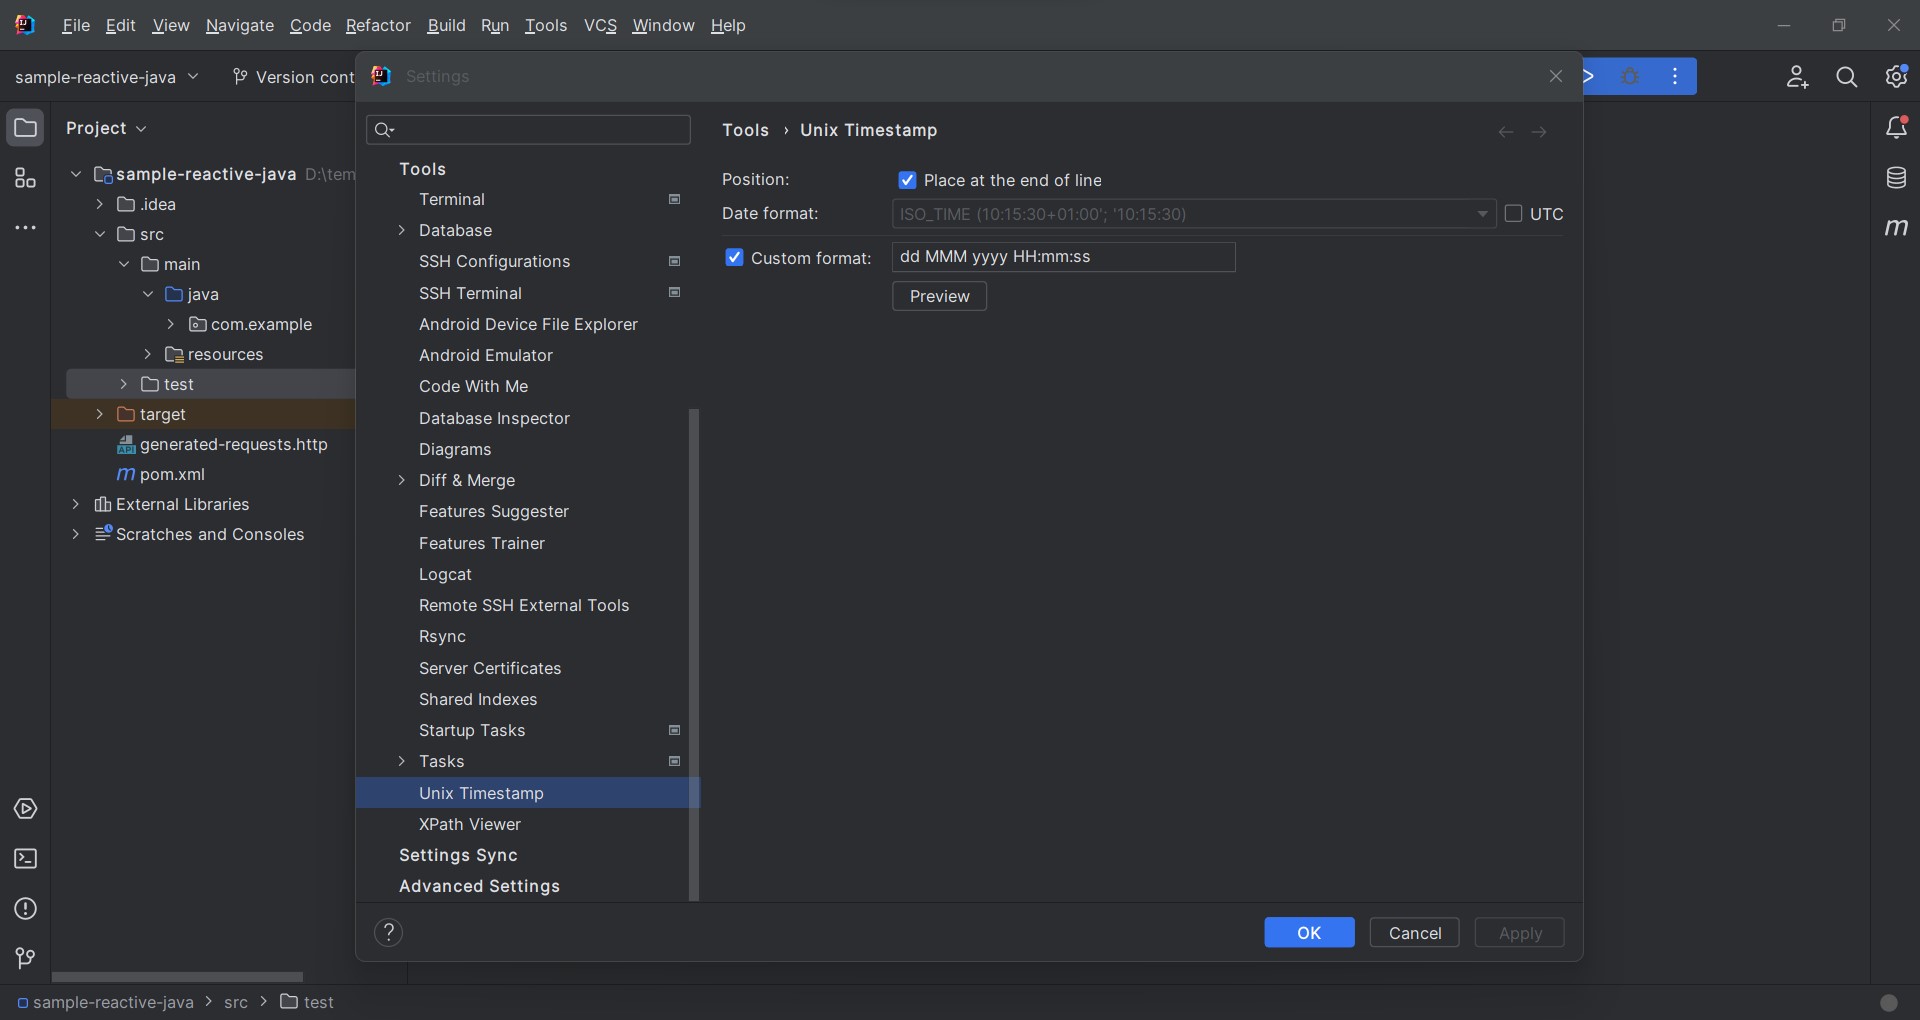 File Edit View Navigate Code Refactor Build Run Tools VCS Window Help
sample-reactive-java
Version cont
Settings
Project
sample-reactive-java D:\tem
.idea
src
main
java
com.example
resources
test
target
generated-requests.http
pom.xml
External Libraries
Scratches and Consoles
Tools
Terminal
Database
SSH Configurations
SSH Terminal
Android Device File Explorer
Android Emulator
Code With Me
Database Inspector
Diagrams
Diff & Merge
Features Suggester
Features Trainer
Logcat
Remote SSH External Tools
Rsync
Server Certificates
Shared Indexes
Startup Tasks
Tasks
Unix Timestamp
XPath Viewer
Settings Sync
Advanced Settings
Tools › Unix Timestamp
Position: Place at the end of line
Date format: ISO_TIME (10:15:30+01:00'; '10:15:30) UTC
Custom format: dd MMM yyyy HH:mm:ss
Preview
? OK Cancel Apply
sample-reactive-java > src > test